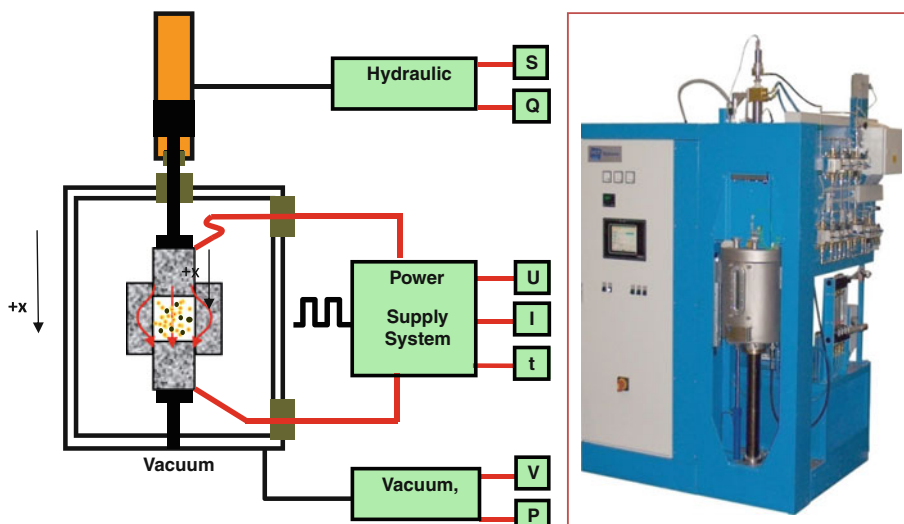 Hydraulic
S
Q
+x
+x
Power
Supply
System
U
I
t
Vacuum
Vacuum,
V
P